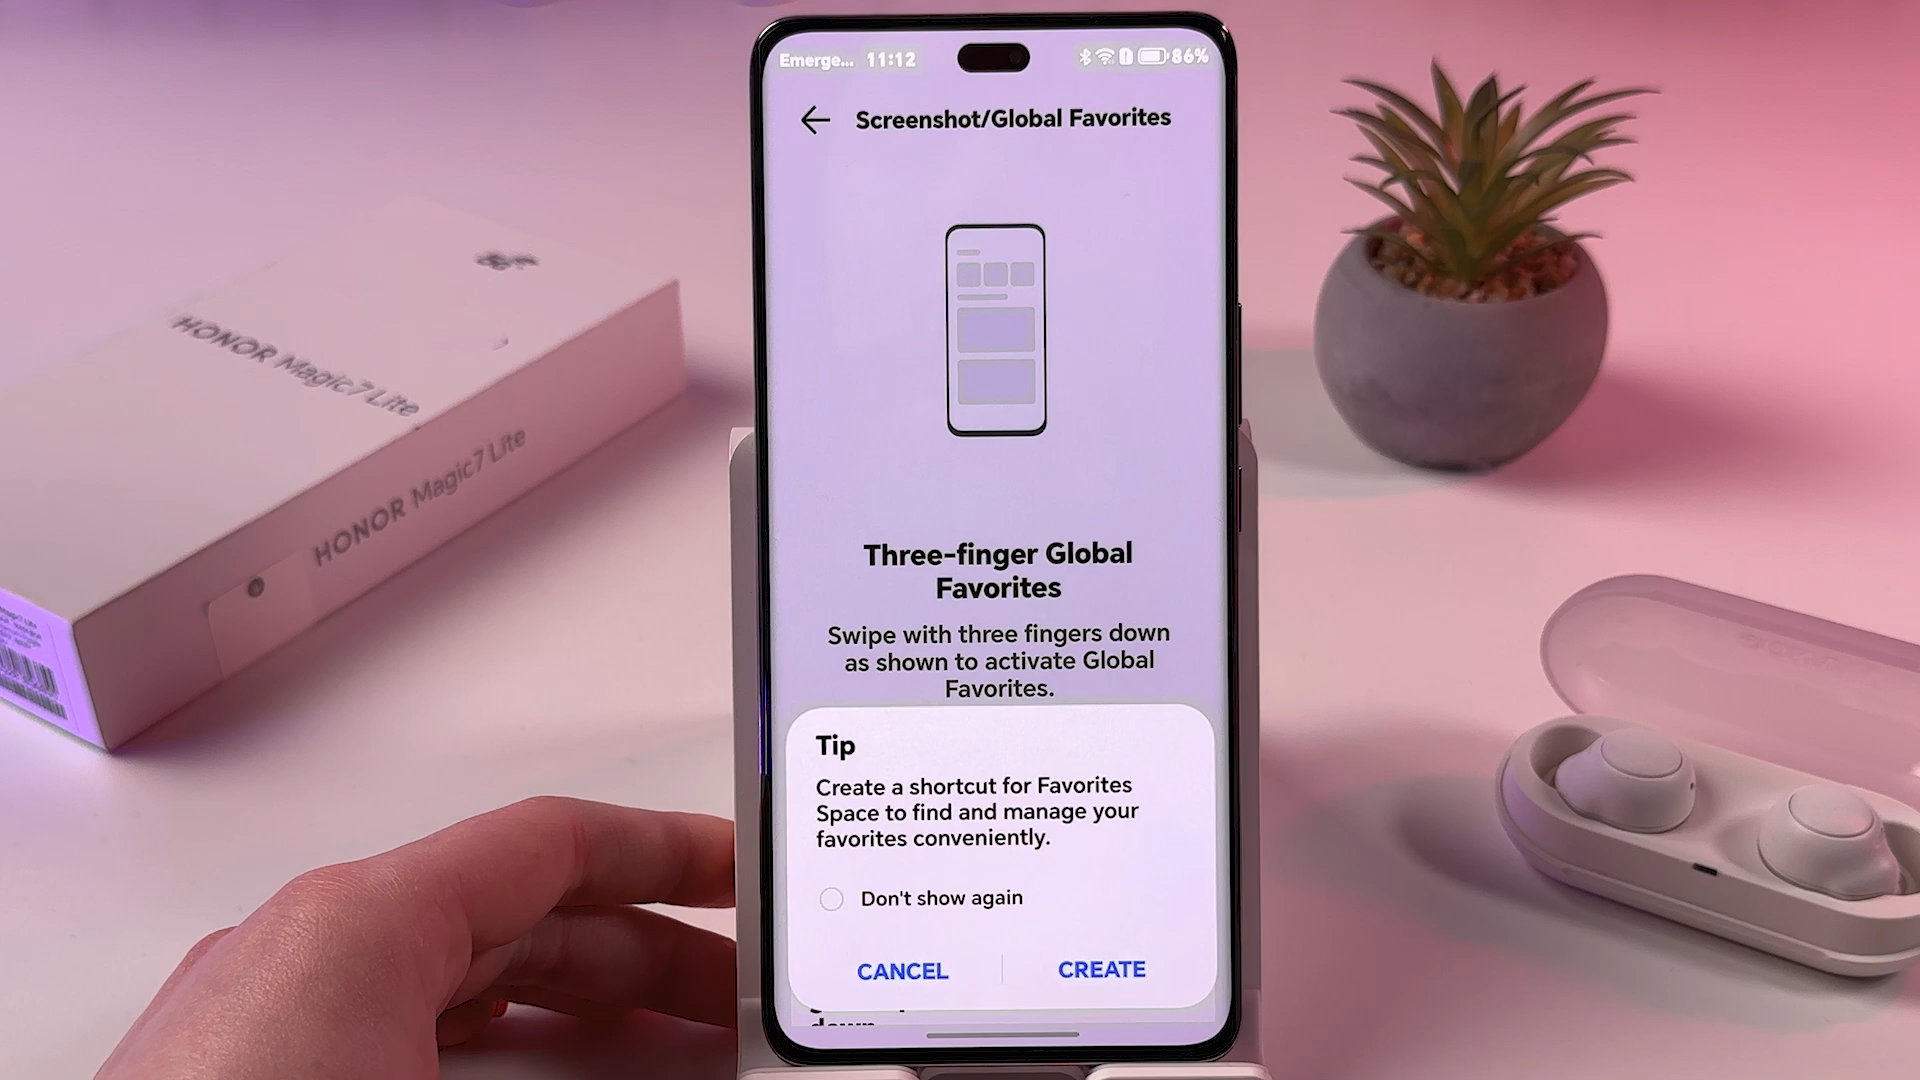 Emerge... 11:12
86%
Screenshot/Global Favorites
HONOR Magic7 Lite
HONOR Magic7 Lite
Three-finger Global
Favorites
Swipe with three fingers down
as shown to activate Global
Favorites.
Tip
Create a shortcut for Favorites
Space to find and manage your
favorites conveniently.
Don't show again
CANCEL
CREATE